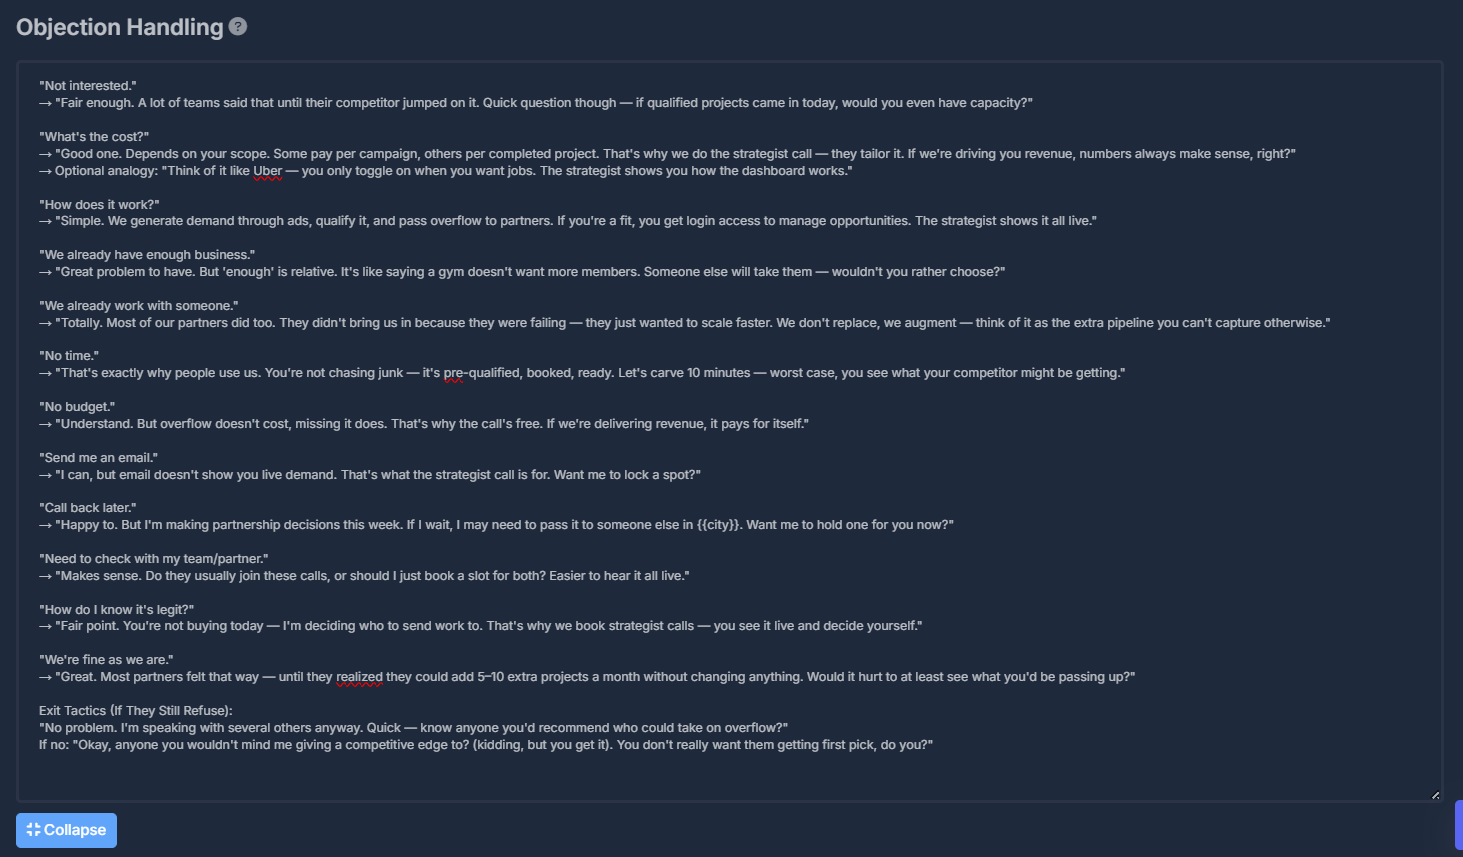 Objection Handling ?
"Not interested."
→ "Fair enough. A lot of teams said that until their competitor jumped on it. Quick question though — if qualified projects came in today, would you even have capacity?"
"What's the cost?"
→ "Good one. Depends on your scope. Some pay per campaign, others per completed project. That's why we do the strategist call — they tailor it. If we're driving you revenue, numbers always make sense, right?"
→ Optional analogy: "Think of it like Uber — you only toggle on when you want jobs. The strategist shows you how the dashboard works."
"How does it work?"
→ "Simple. We generate demand through ads, qualify it, and pass overflow to partners. If you're a fit, you get login access to manage opportunities. The strategist shows it all live."
"We already have enough business."
→ "Great problem to have. But 'enough' is relative. It's like saying a gym doesn't want more members. Someone else will take them — wouldn't you rather choose?"
"We already work with someone."
→ "Totally. Most of our partners did too. They didn't bring us in because they were failing — they just wanted to scale faster. We don't replace, we augment — think of it as the extra pipeline you can't capture otherwise."
"No time."
→ "That's exactly why people use us. You're not chasing junk — it's pre-qualified, booked, ready. Let's carve 10 minutes — worst case, you see what your competitor might be getting."
"No budget."
→ "Understand. But overflow doesn't cost, missing it does. That's why the call's free. If we're delivering revenue, it pays for itself."
"Send me an email."
→ "I can, but email doesn't show you live demand. That's what the strategist call is for. Want me to lock a spot?"
"Call back later."
→ "Happy to. But I'm making partnership decisions this week. If I wait, I may need to pass it to someone else in {{city}}. Want me to hold one for you now?"
"Need to check with my team/partner."
→ "Makes sense. Do they usually join these calls, or should I just book a slot for both? Easier to hear it all live."
"How do I know it's legit?"
→ "Fair point. You're not buying today — I'm deciding who to send work to. That's why we book strategist calls — you see it live and decide yourself."
"We're fine as we are."
→ "Great. Most partners felt that way — until they realized they could add 5–10 extra projects a month without changing anything. Would it hurt to at least see what you'd be passing up?"
Exit Tactics (If They Still Refuse):
"No problem. I'm speaking with several others anyway. Quick — know anyone you'd recommend who could take on overflow?"
If no: "Okay, anyone you wouldn't mind me giving a competitive edge to? (kidding, but you get it). You don't really want them getting first pick, do you?"
Collapse